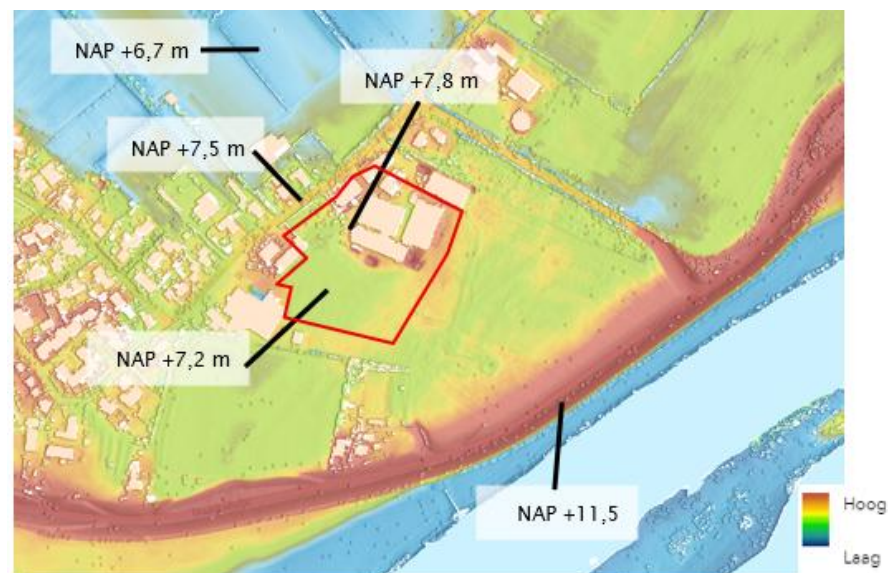 NAP +6,7 m
NAP +7,8 m
NAP +7,5 m
NAP +7,2 m
NAP +11,5
Hoog
Laag